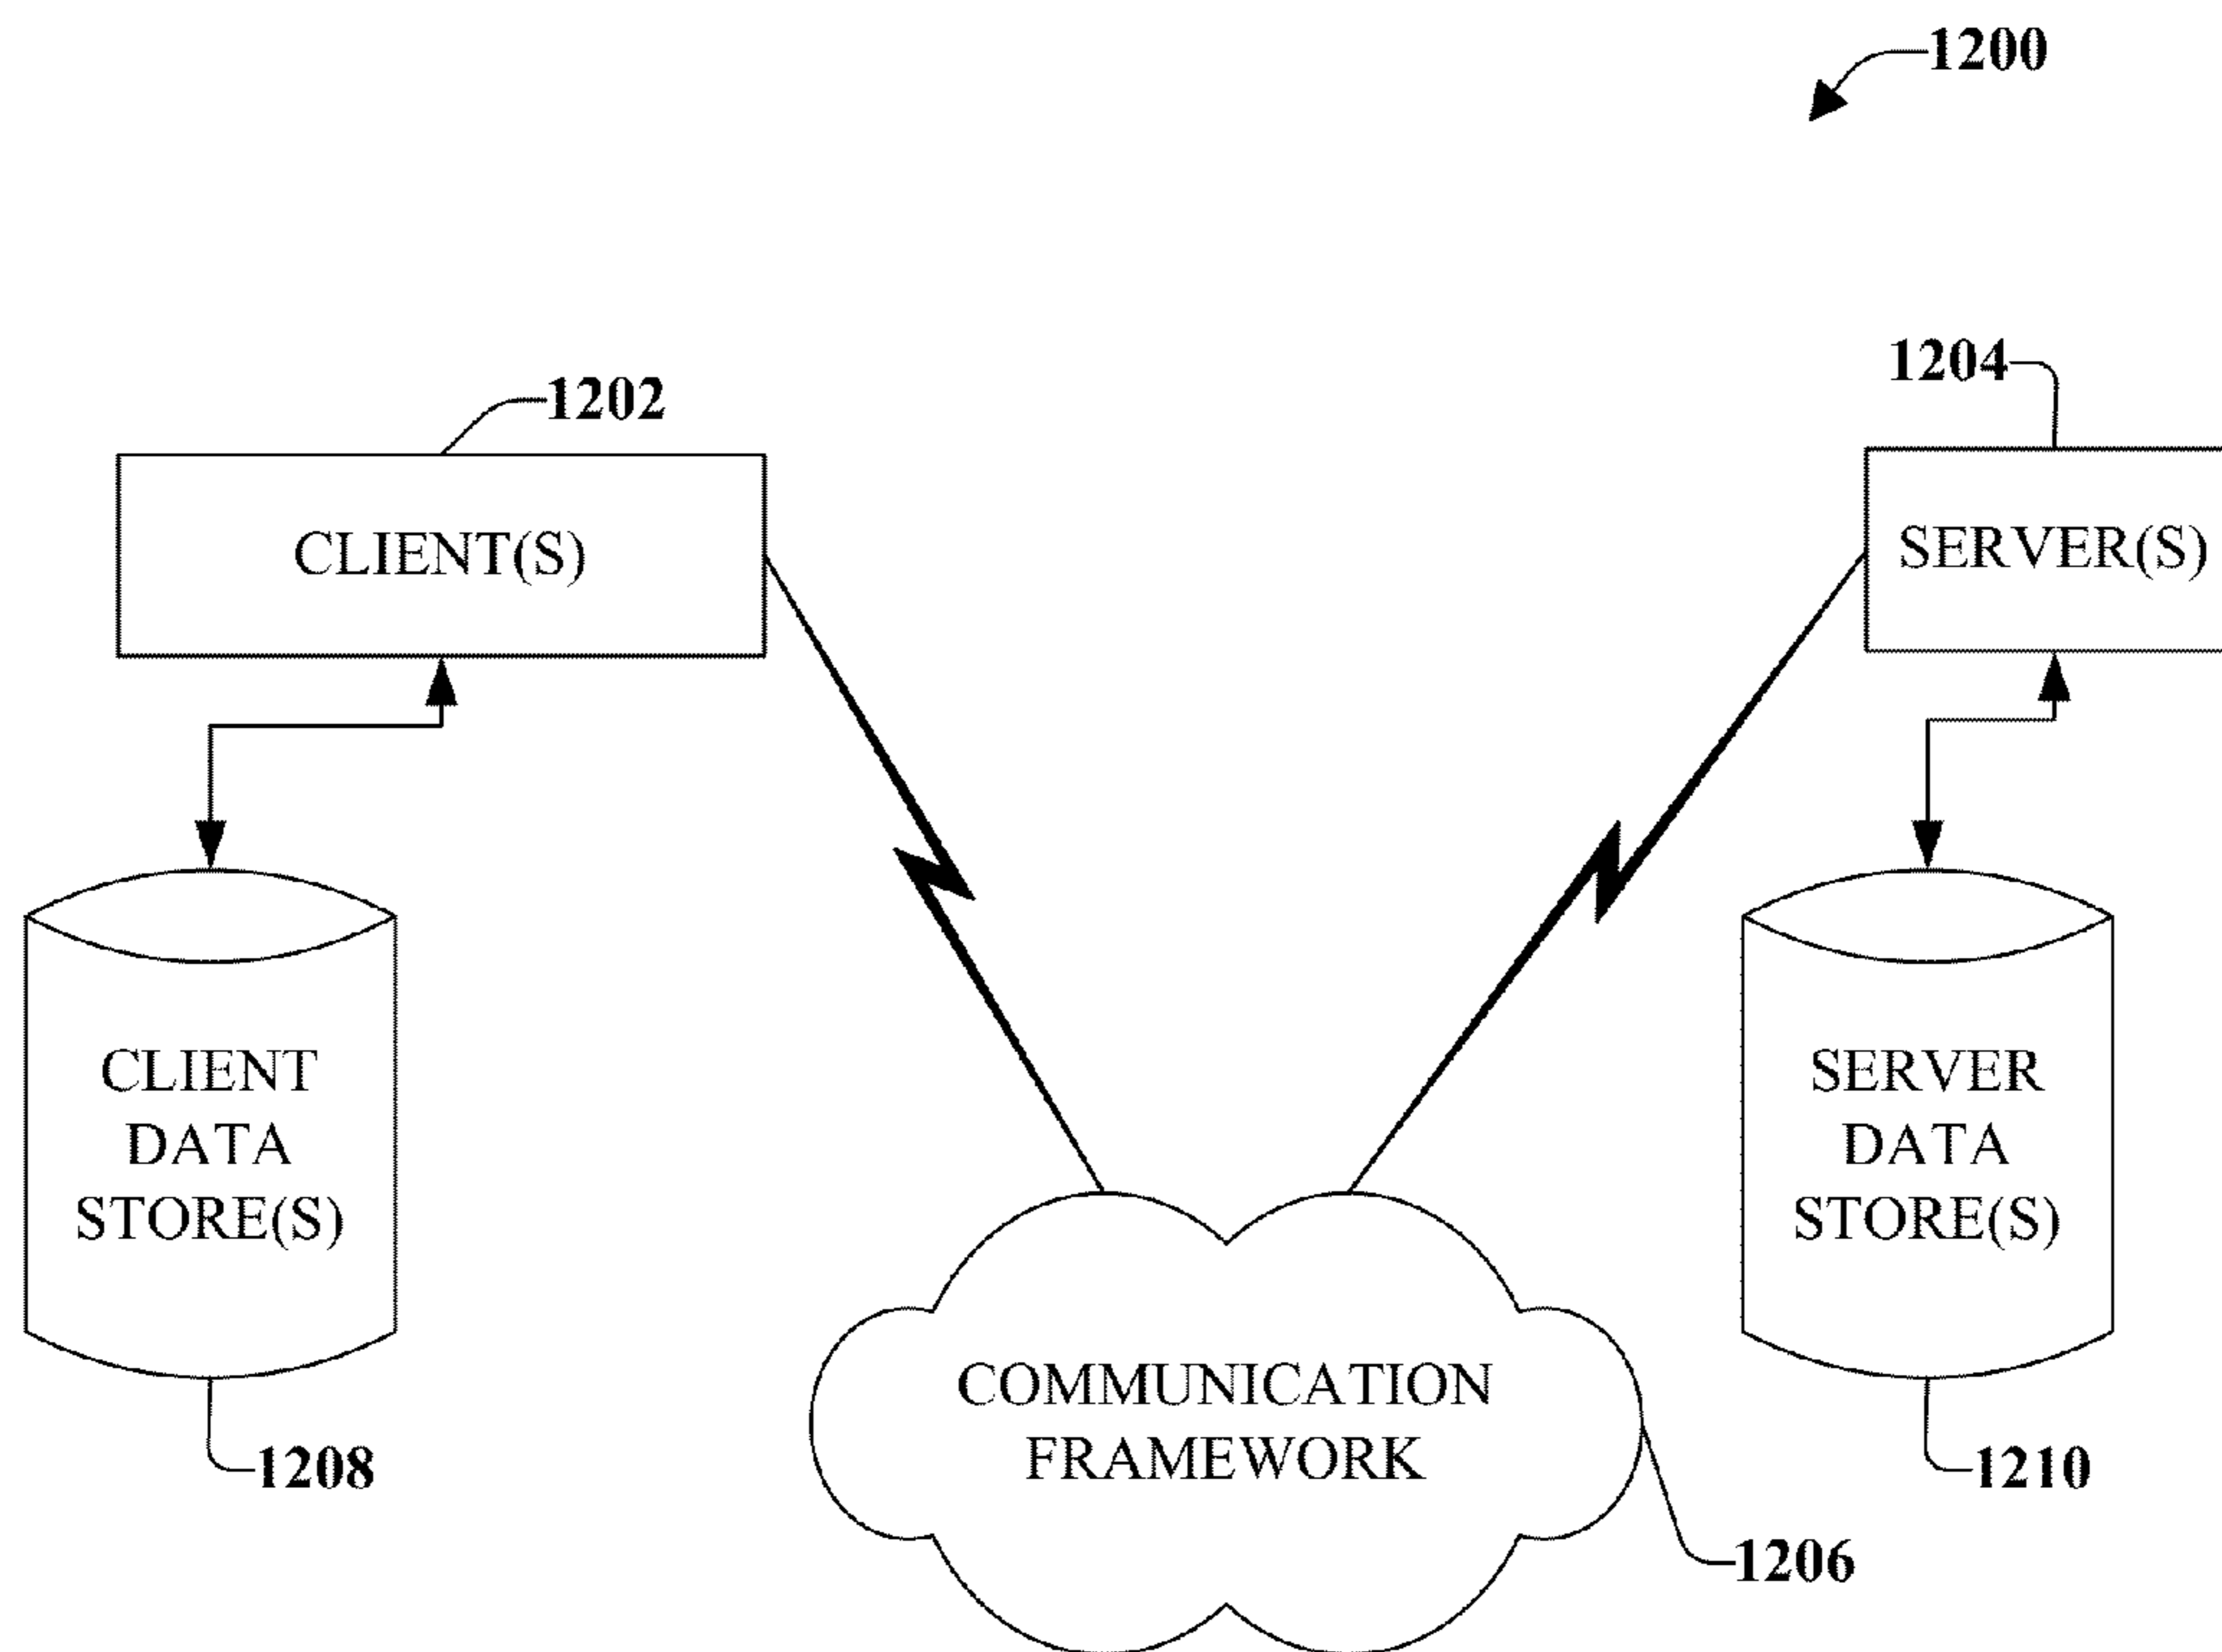 1200
1202
1204
CLIENT(S)
SERVER(S)
CLIENT
DATA
STORE(S)
SERVER
DATA
STORE(S)
COMMUNICATION
FRAMEWORK
1208
1210
1206